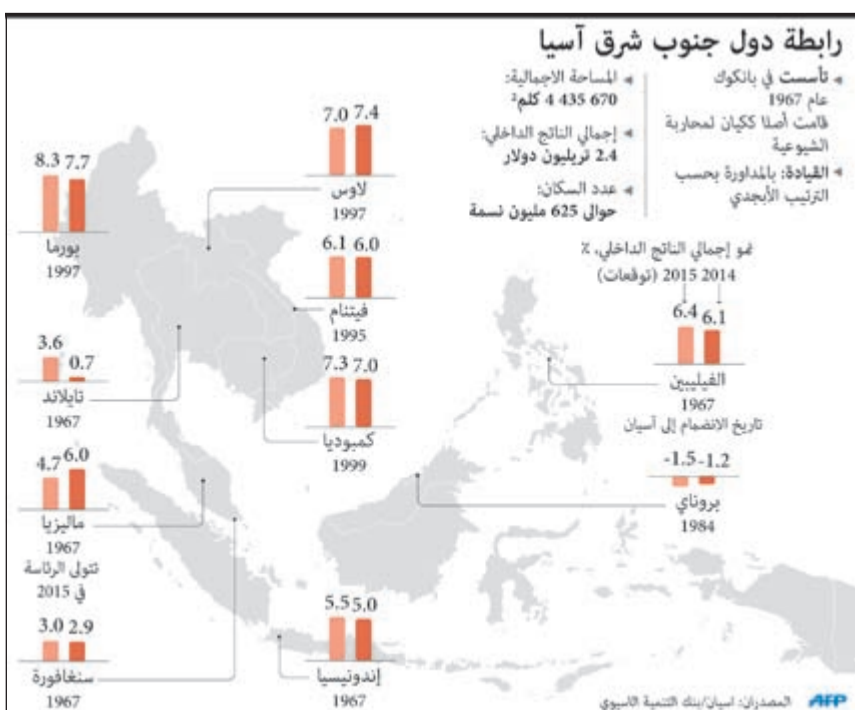 رابطة دول جنوب شرق آسيا
◂ تأسست في بانكوك
عام 1967
قامت أصلا ككيان لمحاربة
الشيوعية
◂ القيادة: بالمداورة بحسب
الترتيب الأبجدي
◂ المساحة الاجمالية:
670 435 4 كلم²
◂ إجمالي الناتج الداخلي:
2.4 تريليون دولار
◂ عدد السكان:
حوالى 625 مليون نسمة
نمو إجمالي الناتج الداخلي، ٪
2014 2015 (توقعات)
6.4 6.1
الفيليبين
1967
تاريخ الانضمام إلى آسيان
-1.5 -1.2
بروناي
1984
7.0 7.4
لاوس
1997
8.3 7.7
بورما
1997
6.1 6.0
فيتنام
1995
3.6 0.7
تايلاند
1967
7.3 7.0
كمبوديا
1999
4.7 6.0
ماليزيا
1967
تتولى الرئاسة
في 2015
3.0 2.9
سنغافورة
1967
5.5 5.0
إندونيسيا
1967
AFP المصدران: اسيان/بنك التنمية الاسيوي